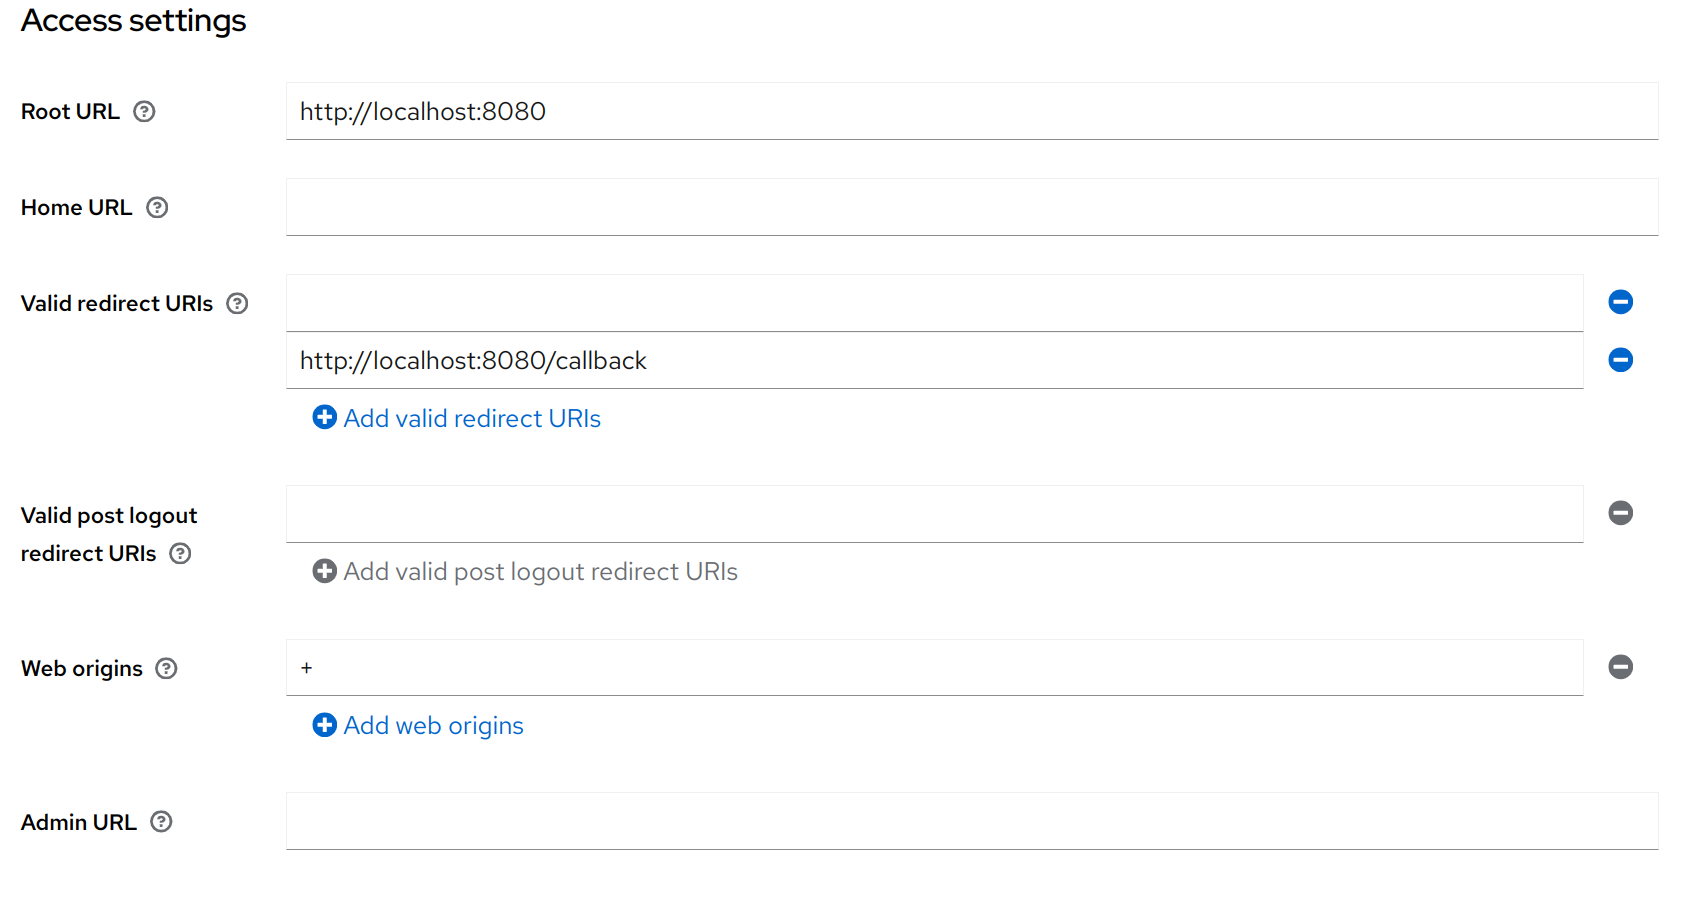 Access settings
Root URL
http://localhost:8080
Home URL
Valid redirect URIs
http://localhost:8080/callback
Add valid redirect URIs
Valid post logout
redirect URIs
Add valid post logout redirect URIs
Web origins
+
Add web origins
Admin URL